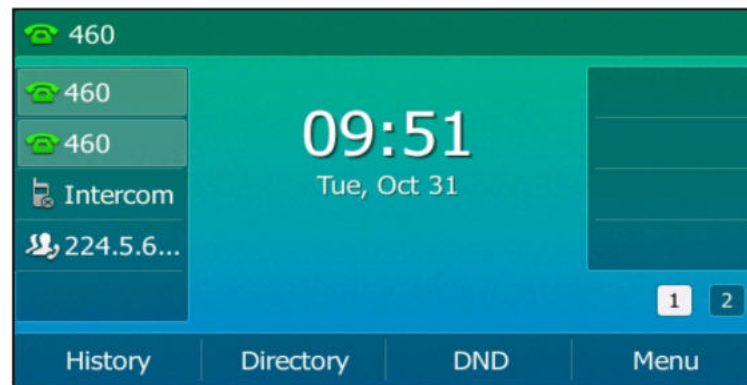 460
460
460
Intercom
224.5.6...
09:51
Tue, Oct 31
1 2
History Directory DND Menu